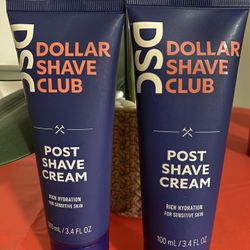 DSC
DOLLAR
SHAVE
CLUB
POST
SHAVE
CREAM
RICH HYDRATION
FOR SENSITIVE SKIN
100 mL / 3.4 FL OZ
DSC
DOLLAR
SHAVE
CLUB
POST
SHAVE
CREAM
RICH HYDRATION
FOR SENSITIVE SKIN
100 mL / 3.4 FL OZ